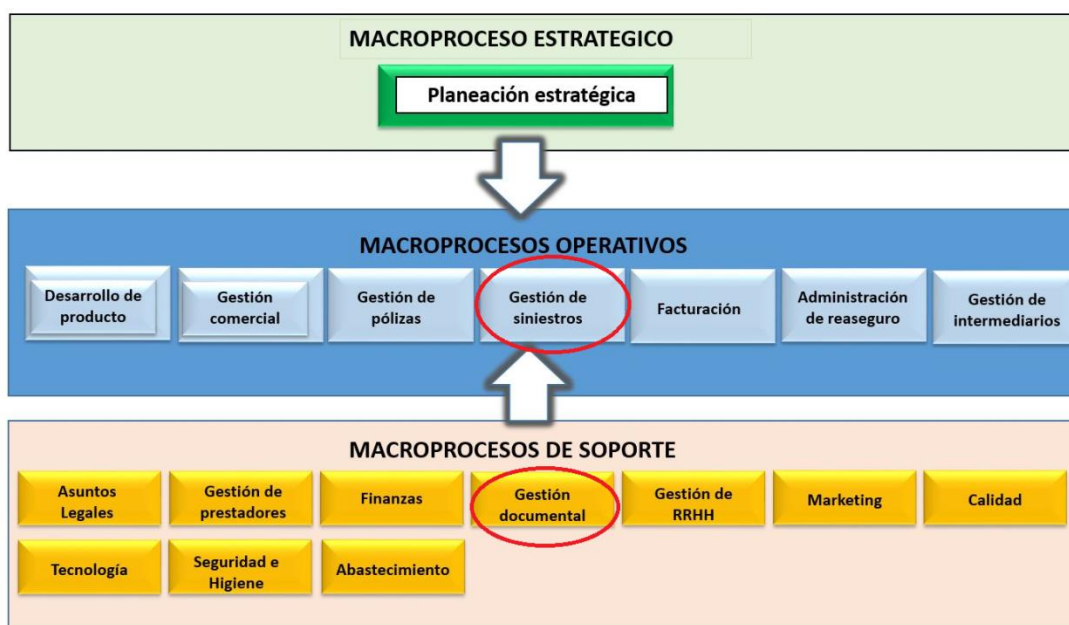 MACROPROCESO ESTRATEGICO
Planeación estratégica
MACROPROCESOS OPERATIVOS
Desarrollo de
producto
Gestión
comercial
Gestión de
pólizas
Gestión de
siniestros
Facturación
Administración
de reaseguro
Gestión de
intermediarios
MACROPROCESOS DE SOPORTE
Asuntos
Legales
Gestión de
prestadores
Finanzas
Gestión
documental
Gestión de
RRHH
Marketing
Calidad
Tecnología
Seguridad e
Higiene
Abastecimiento